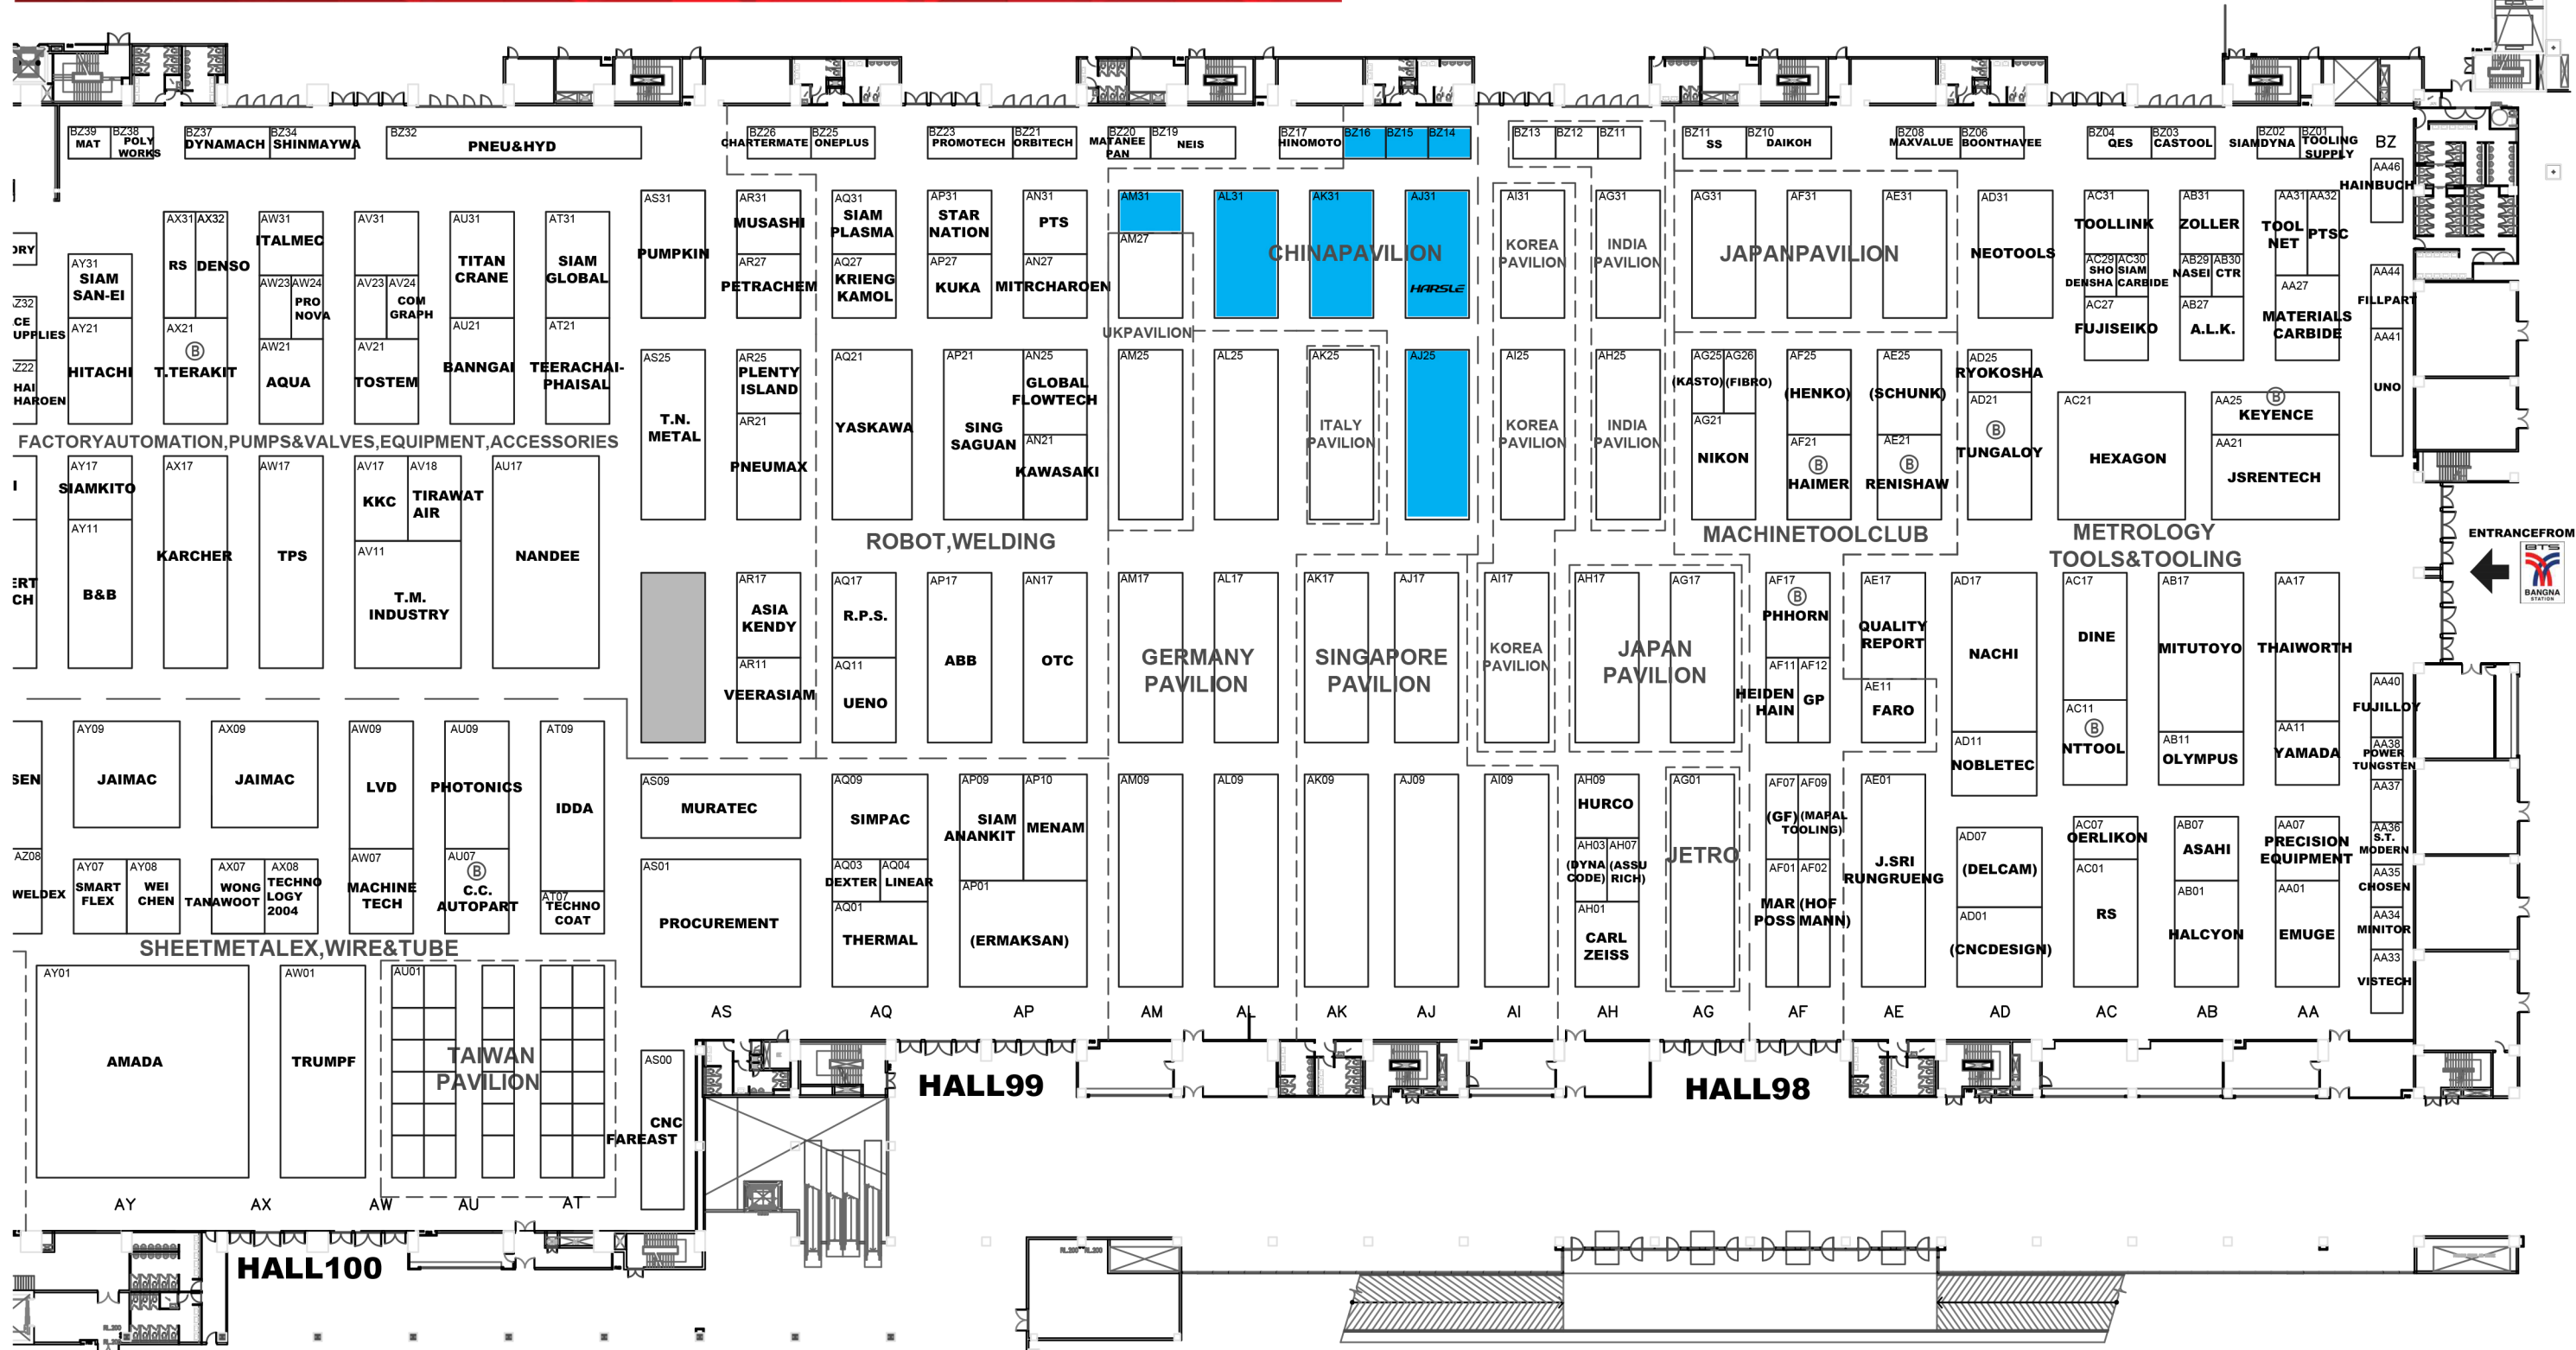 BZ39
MAT
BZ38
POLY
WORKS
BZ37
DYNAMACH
BZ34
SHINMAYWA
BZ32
PNEU&HYD
BZ26
CHARTERMATE
BZ25
ONEPLUS
BZ23
PROMOTECH
BZ21
ORBITECH
BZ20
MATANEE
PAN
BZ19
NEIS
BZ17
HINOMOTO
BZ16
BZ15
BZ14
BZ13
BZ12
BZ11
BZ11
SS
BZ10
DAIKOH
BZ08
MAXVALUE
BZ06
BOONTHAVEE
BZ04
QES
BZ03
CASTOOL
BZ02
SIAMDYNA
BZ01
TOOLING
SUPPLY
BZ
AA46
HAINBUCH
ORY
AY31
SIAM
SAN-EI
AX31
RS
AX32
DENSO
AW31
ITALMEC
AW23
AW24
PRO
NOVA
AV31
AV23
AV24
COM
GRAPH
AU31
TITAN
CRANE
AT31
SIAM
GLOBAL
AS31
PUMPKIN
AR31
MUSASHI
AR27
PETRACHEM
AQ31
SIAM
PLASMA
AQ27
KRIENG
KAMOL
AP31
STAR
NATION
AP27
KUKA
AN31
PTS
AN27
MITRCHAROEN
AM31
AM27
UKPAVILION
AL31
AK31
AJ31
CHINAPAVILION
HARSLE
AI31
KOREA
PAVILION
AG31
INDIA
PAVILION
AG31
AF31
AE31
JAPANPAVILION
AD31
NEOTOOLS
AC31
TOOLLINK
AC29
SHO
DENSHA
AC30
SIAM
CARBIDE
AC27
FUJISEIKO
AB31
ZOLLER
AB29
NASEI
AB30
CTR
AB27
A.L.K.
AA31
TOOL
NET
AA32
PTSC
AA27
MATERIALS
CARBIDE
AA44
FILLPART
AA41
UNO
Z32
CE
UPPLIES
Z22
HAI
HAROEN
AY21
HITACHI
AX21
B
T.TERAKIT
AW21
AQUA
AV21
TOSTEM
AU21
BANNGAI
AT21
TEERACHAI-
PHAISAL
AS25
T.N.
METAL
AR25
PLENTY
ISLAND
AR21
PNEUMAX
AQ21
YASKAWA
AP21
SING
SAGUAN
AN25
GLOBAL
FLOWTECH
AN21
KAWASAKI
AM25
AL25
AK25
ITALY
PAVILION
AJ25
AI25
KOREA
PAVILION
AH25
INDIA
PAVILION
AG25
(KASTO)
AG26
(FIBRO)
AG21
NIKON
AF25
(HENKO)
AF21
B
HAIMER
AE25
(SCHUNK)
AE21
B
RENISHAW
AD25
RYOKOSHA
AD21
B
TUNGALOY
AC21
HEXAGON
AA25
B
KEYENCE
AA21
JSRENTECH
FACTORYAUTOMATION,PUMPS&VALVES,EQUIPMENT,ACCESSORIES
ROBOT,WELDING
MACHINETOOLCLUB
METROLOGY
TOOLS&TOOLING
ENTRANCEFROM
BTS
BANGNA
STATION
I
ERT
CH
AY17
SIAMKITO
AY11
B&B
AX17
KARCHER
AW17
TPS
AV17
KKC
AV18
TIRAWAT
AIR
AV11
T.M.
INDUSTRY
AU17
NANDEE
AR17
ASIA
KENDY
AR11
VEERASIAM
AQ17
R.P.S.
AQ11
UENO
AP17
ABB
AN17
OTC
AM17
AL17
GERMANY
PAVILION
AK17
AJ17
SINGAPORE
PAVILION
AI17
KOREA
PAVILION
AH17
AG17
JAPAN
PAVILION
AF17
B
PHHORN
AF11
HEIDEN
HAIN
AF12
GP
AE17
QUALITY
REPORT
AE11
FARO
AD17
NACHI
AD11
NOBLETEC
AC17
DINE
AC11
B
NTTOOL
AB17
MITUTOYO
AB11
OLYMPUS
AA17
THAIWORTH
AA11
YAMADA
AA40
FUJILLOY
AA38
POWER
TUNGSTEN
AA37
AA36
S.T.
MODERN
AA35
CHOSEN
AA34
MINITOR
AA33
VISTECH
SEN
AZ08
WELDEX
AY09
JAIMAC
AX09
JAIMAC
AW09
LVD
AU09
PHOTONICS
AT09
IDDA
AY07
SMART
FLEX
AY08
WEI
CHEN
AX07
WONG
TANAWOOT
AX08
TECHNO
LOGY
2004
AW07
MACHINE
TECH
AU07
B
C.C.
AUTOPART
AT07
TECHNO
COAT
AS09
MURATEC
AS01
PROCUREMENT
AQ09
SIMPAC
AQ03
DEXTER
AQ04
LINEAR
AQ01
THERMAL
AP09
SIAM
ANANKIT
AP10
MENAM
AP01
(ERMAKSAN)
AM09
AL09
AK09
AJ09
AI09
AH09
HURCO
AH03
(DYNA
CODE)
AH07
(ASSU
RICH)
AH01
CARL
ZEISS
AG01
JETRO
AF07
(GF)
AF09
(MAPAL
TOOLING)
AF01
MAR
POSS
AF02
(HOF
MANN)
AE01
J.SRI
RUNGRUENG
AD07
(DELCAM)
AD01
(CNCDESIGN)
AC07
OERLIKON
AC01
RS
AB07
ASAHI
AB01
HALCYON
AA07
PRECISION
EQUIPMENT
AA01
EMUGE
SHEETMETALEX,WIRE&TUBE
AY01
AMADA
AW01
TRUMPF
AU01
TAIWAN
PAVILION
AS00
CNC
FAREAST
AS
AQ
AP
AM
AL
AK
AJ
AI
AH
AG
AF
AE
AD
AC
AB
AA
HALL99
HALL98
AY
AX
AW
AU
AT
HALL100